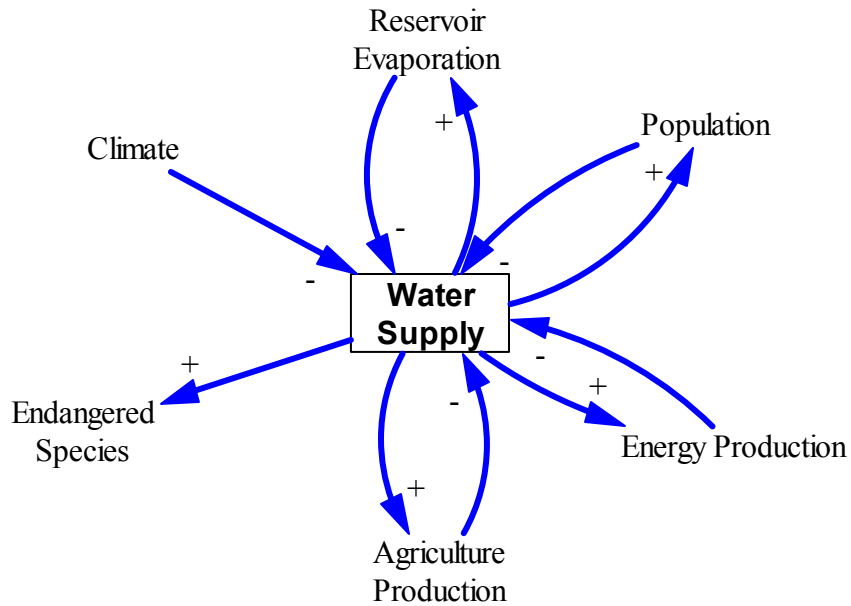 Reservoir
Evaporation
+
Population
Climate
+
-
-
-
Water
Supply
-
+
+
Endangered
Species
-
Energy Production
+
Agriculture
Production